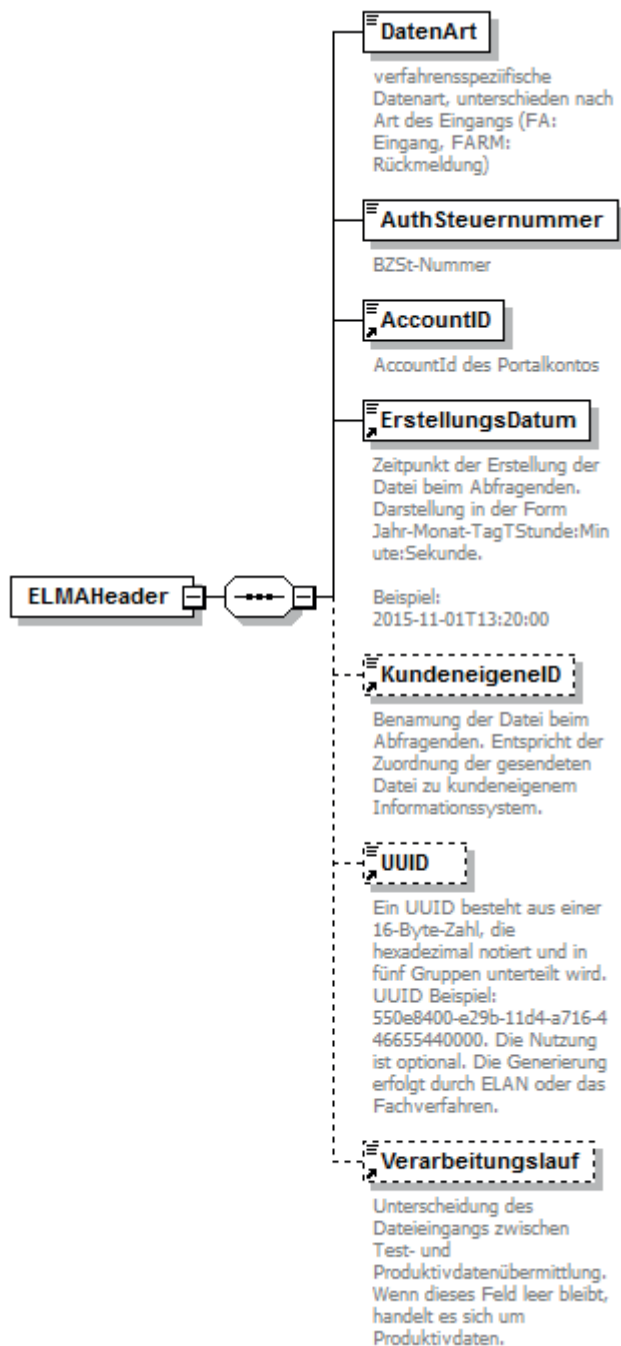 DatenArt
verfahrensspeziifische
Datenart, unterschieden nach
Art des Eingangs (FA:
Eingang, FARM:
Rückmeldung)
AuthSteuernummer
BZSt-Nummer
AccountID
AccountId des Portalkontos
ErstellungsDatum
Zeitpunkt der Erstellung der
Datei beim Abfragenden.
Darstellung in der Form
Jahr-Monat-TagTStunde:Min
ute:Sekunde.
Beispiel:
2015-11-01T13:20:00
ELMAHeader
KundeneigeneID
Benamung der Datei beim
Abfragenden. Entspricht der
Zuordnung der gesendeten
Datei zu kundeneigenem
Informationssystem.
UUID
Ein UUID besteht aus einer
16-Byte-Zahl, die
hexadezimal notiert und in
fünf Gruppen unterteilt wird.
UUID Beispiel:
550e8400-e29b-11d4-a716-4
46655440000. Die Nutzung
ist optional. Die Generierung
erfolgt durch ELAN oder das
Fachverfahren.
Verarbeitungslauf
Unterscheidung des
Dateieingangs zwischen
Test- und
Produktivdatenübermittlung.
Wenn dieses Feld leer bleibt,
handelt es sich um
Produktivdaten.